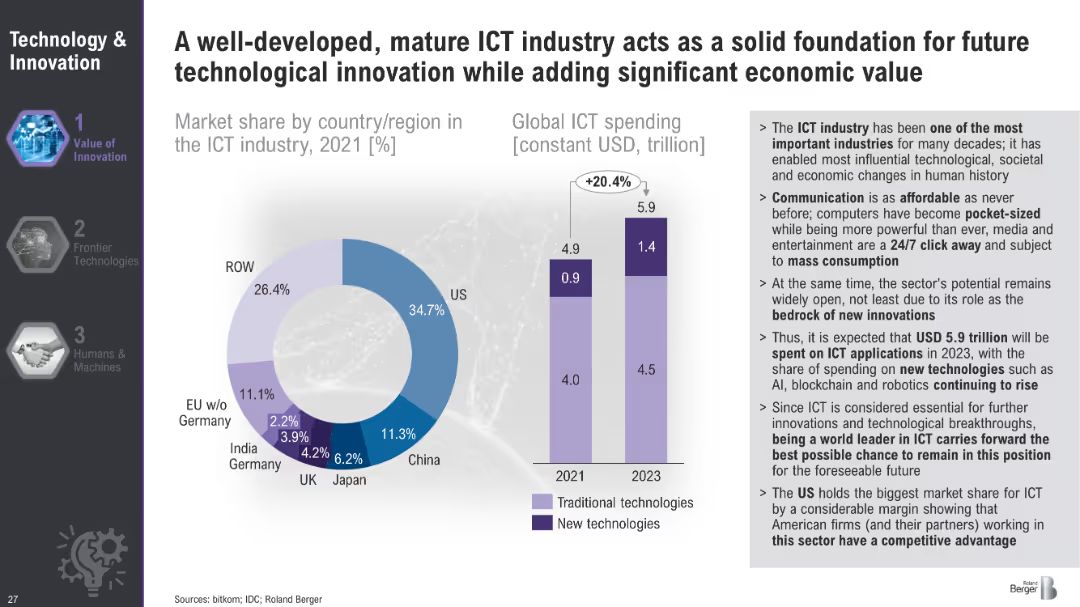 Technology &
Innovation
1
Value of
Innovation
2
Frontier
Technologies
3
Humans &
Machines
27
A well-developed, mature ICT industry acts as a solid foundation for future
technological innovation while adding significant economic value
Market share by country/region in
the ICT industry, 2021 [%]
ROW
26.4%
US
34.7%
11.1%
EU w/o
Germany
2.2%
India
3.9%
Germany
4.2%
UK
6.2%
Japan
11.3%
China
Global ICT spending
[constant USD, trillion]
+20.4%
4.9
5.9
0.9
1.4
4.0
4.5
2021
2023
Traditional technologies
New technologies
> The ICT industry has been one of the most
important industries for many decades; it has
enabled most influential technological, societal
and economic changes in human history
> Communication is as affordable as never
before; computers have become pocket-sized
while being more powerful than ever, media and
entertainment are a 24/7 click away and subject
to mass consumption
> At the same time, the sector's potential remains
widely open, not least due to its role as the
bedrock of new innovations
> Thus, it is expected that USD 5.9 trillion will be
spent on ICT applications in 2023, with the
share of spending on new technologies such as
AI, blockchain and robotics continuing to rise
> Since ICT is considered essential for further
innovations and technological breakthroughs,
being a world leader in ICT carries forward the
best possible chance to remain in this position
for the foreseeable future
> The US holds the biggest market share for ICT
by a considerable margin showing that
American firms (and their partners) working in
this sector have a competitive advantage
Sources: bitkom; IDC; Roland Berger
Roland
Berger